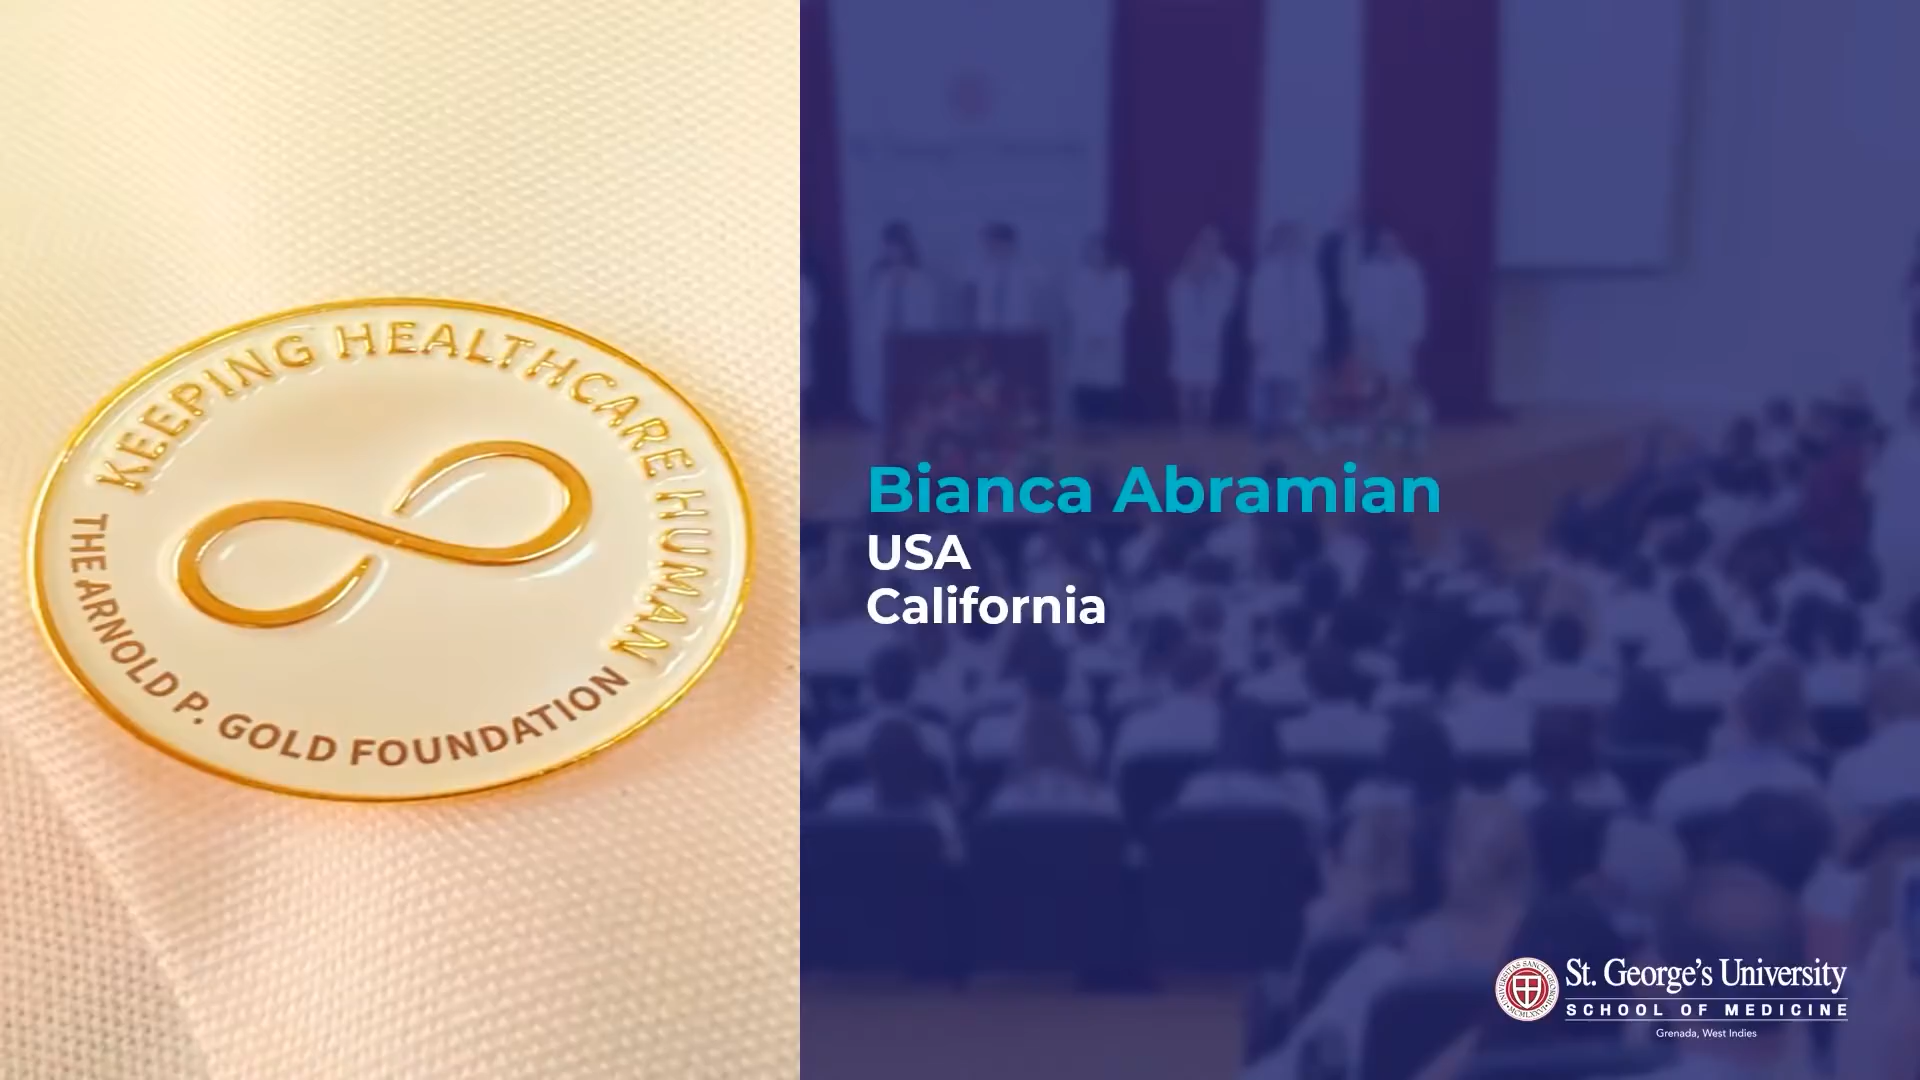 KEEPING HEALTHCARE HUMAN
THE ARNOLD P. GOLD FOUNDATION
Bianca Abramian
USA
California
St. George's University
SCHOOL OF MEDICINE
Grenada, West Indies